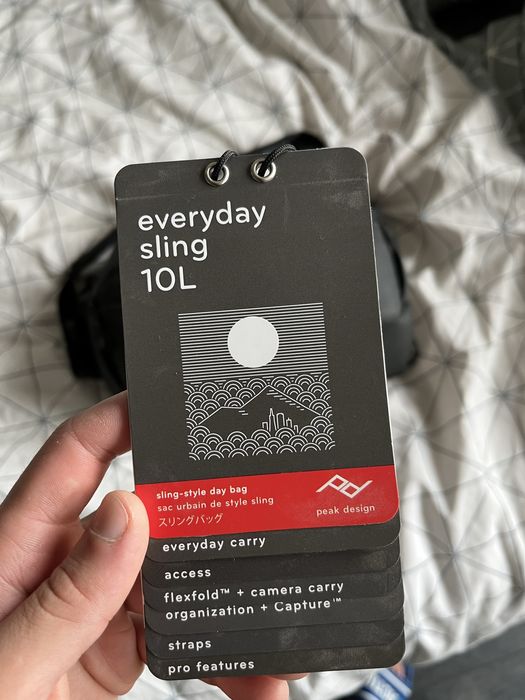 everyday
sling
10L
sling-style day bag
sac urbain de style sling
スリングバッグ
peak design
everyday carry
access
flexfold™ + camera carry
organization + Capture™
straps
pro features